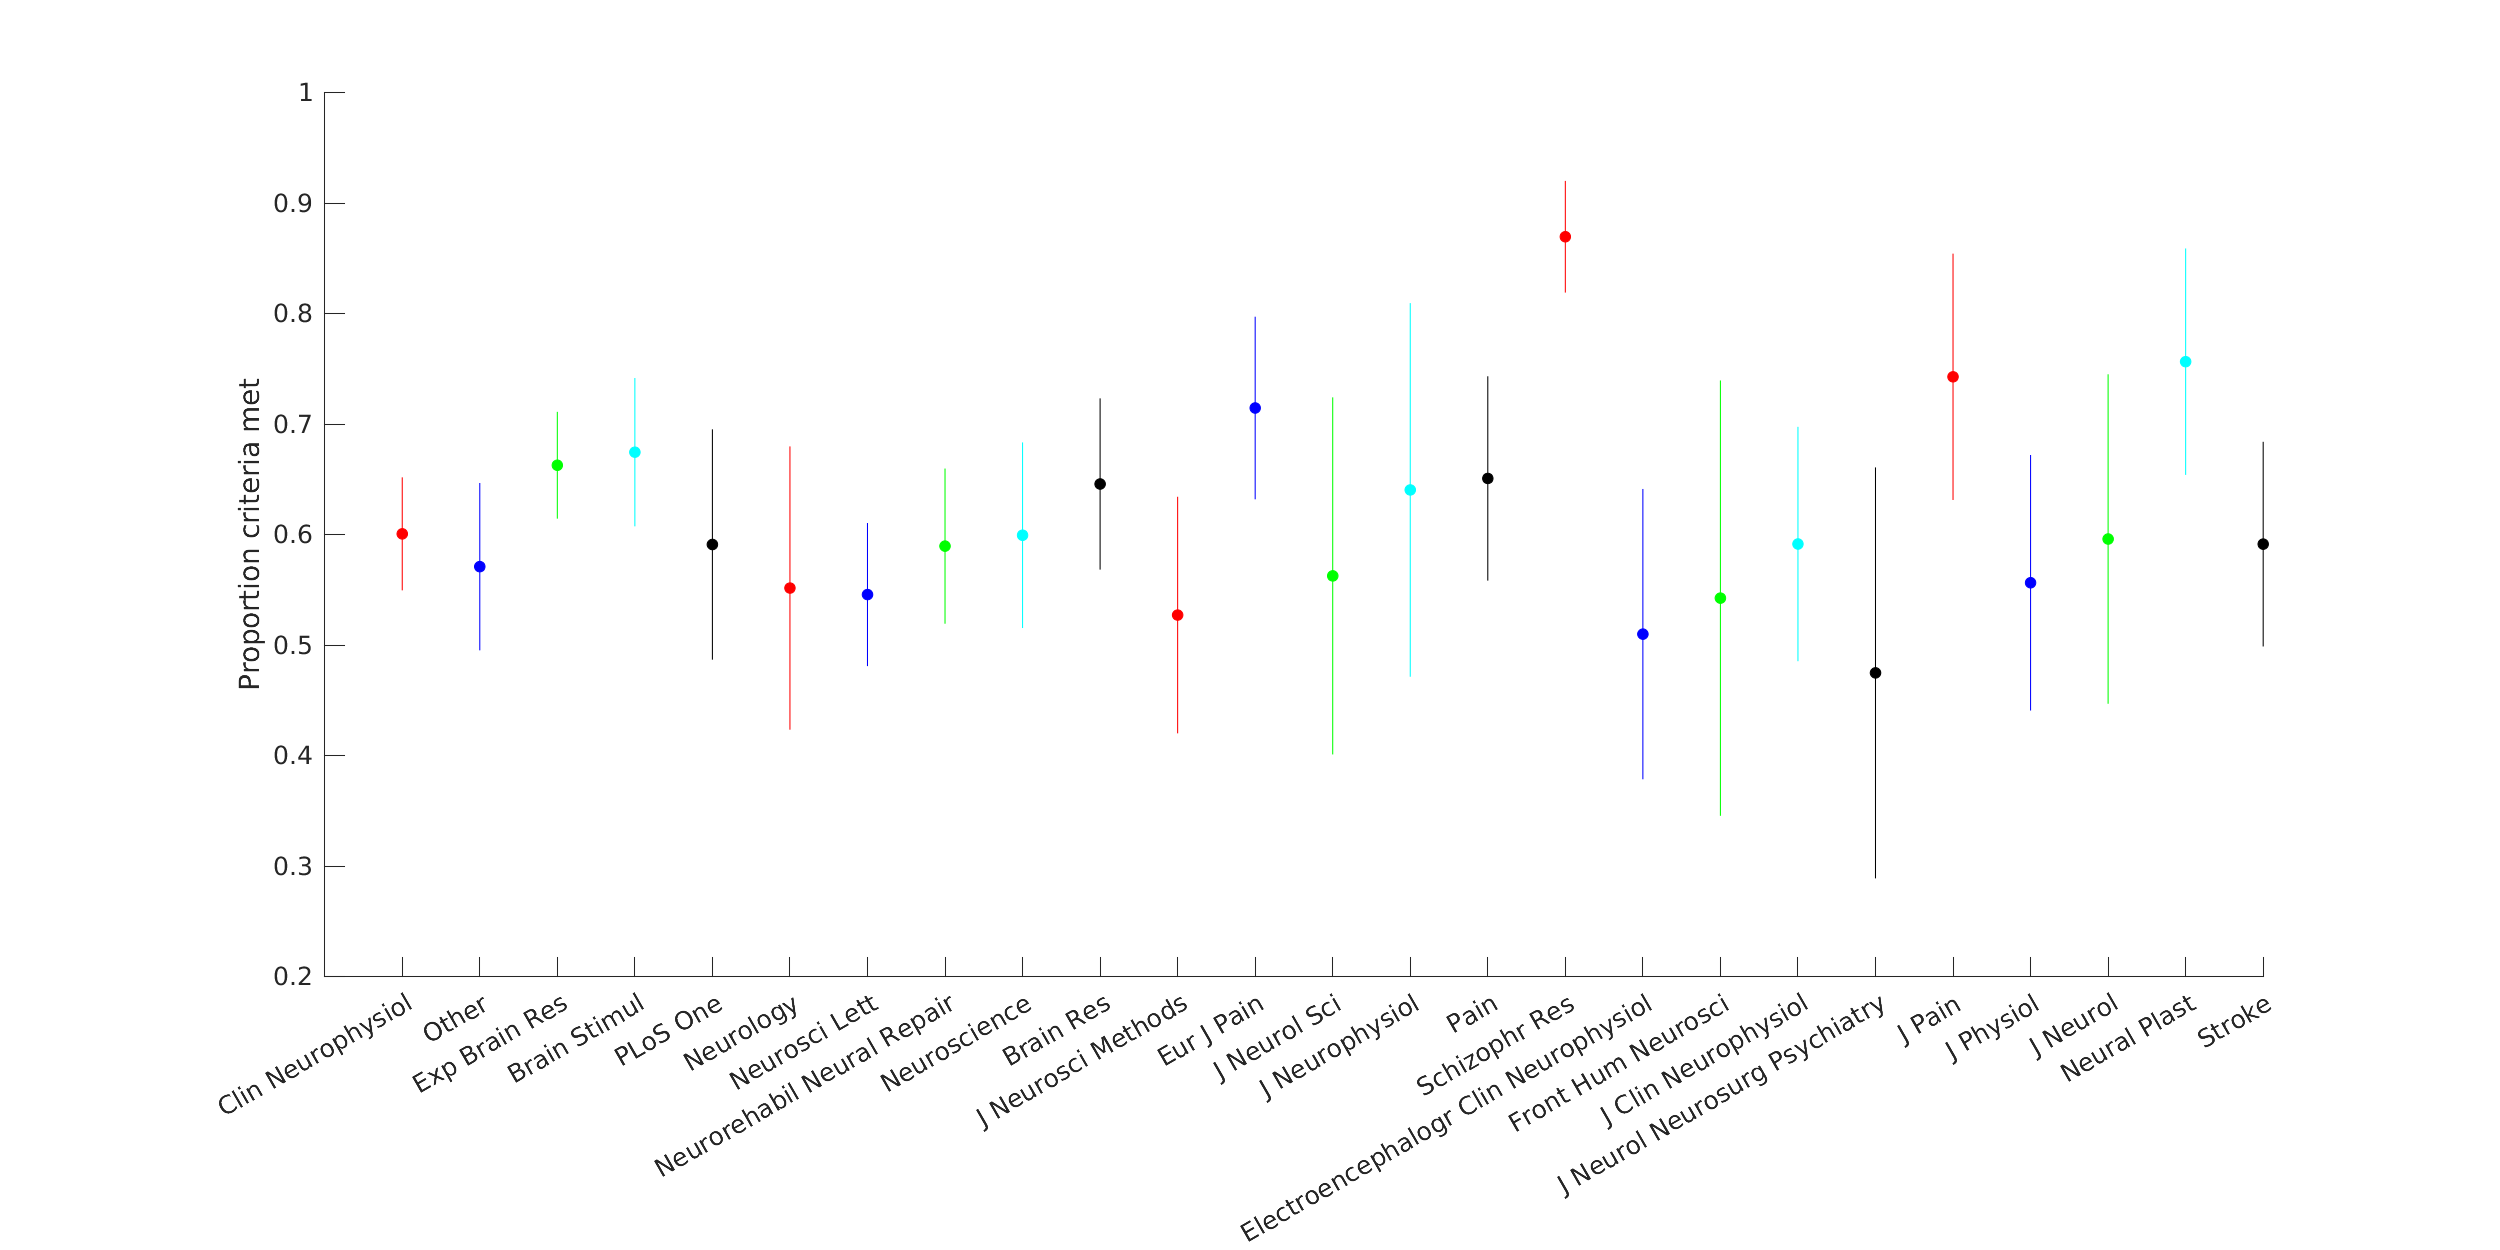 1
0.9
0.8
0.7
0.6
0.5
0.4
0.3
0.2
Proportion criteria met
Clin Neurophysiol
Other
Exp Brain Res
Brain Stimul
PLoS One
Neurology
Neurosci Lett
Neurorehabil Neural Repair
Neuroscience
Brain Res
J Neurosci Methods
Eur J Pain
J Neurol Sci
J Neurophysiol
Pain
Schizophr Res
Electroencephalogr Clin Neurophysiol
Front Hum Neurosci
J Clin Neurophysiol
J Neurol Neurosurg Psychiatry
J Pain
J Physiol
J Neurol
Neural Plast
Stroke